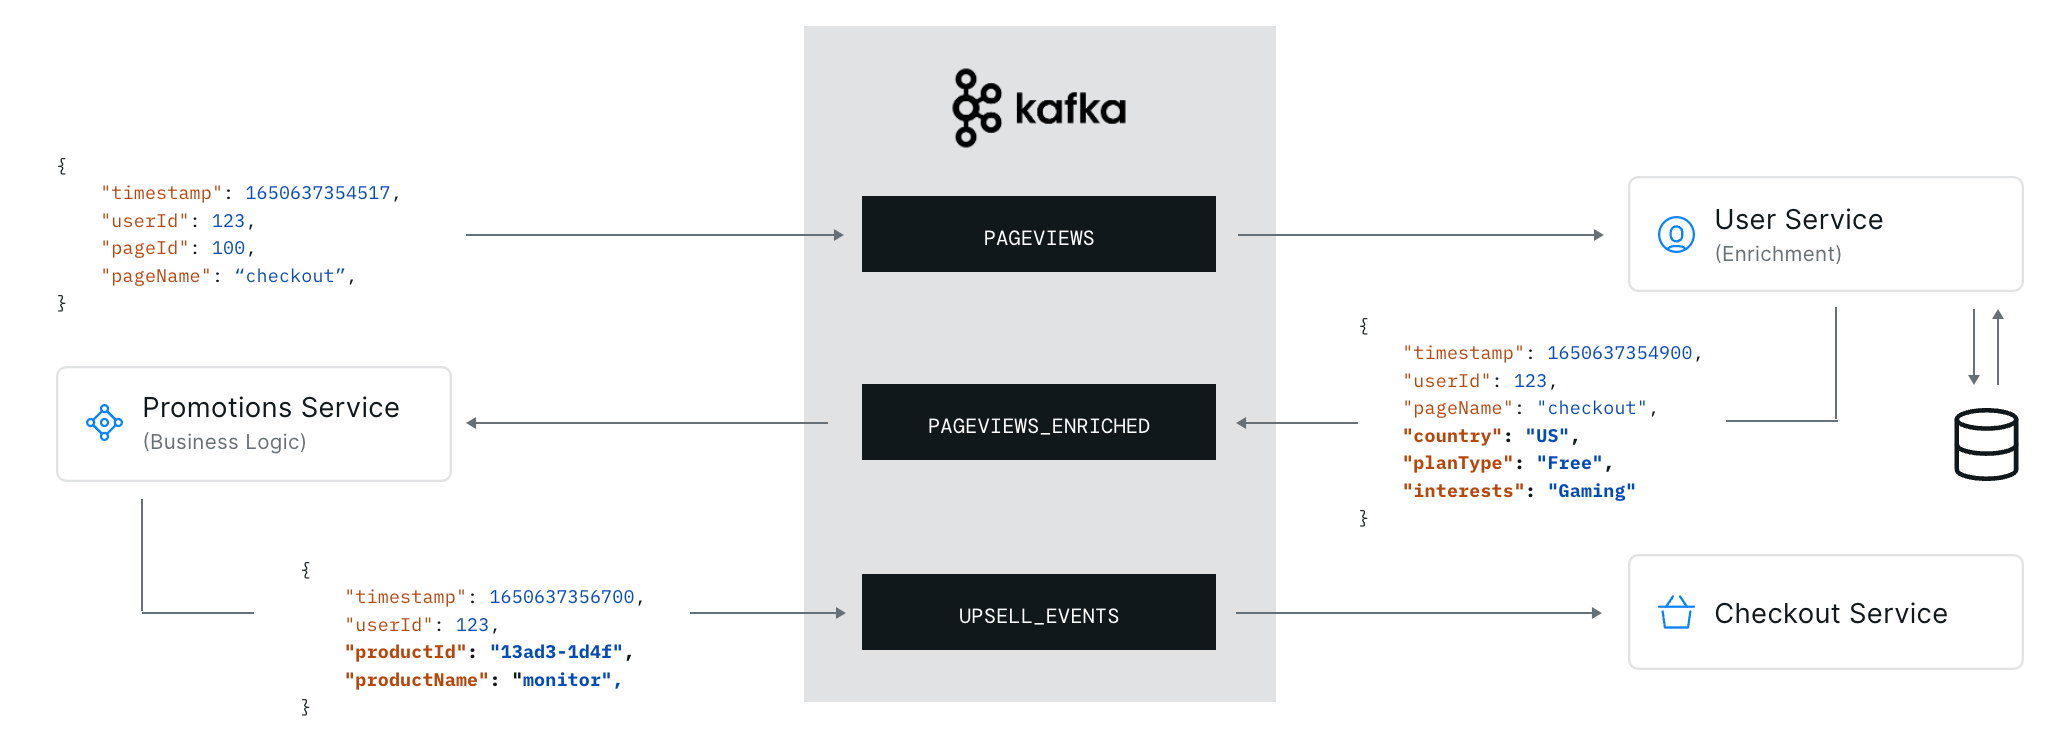 kafka
{
"timestamp": 1650637354517,
"userId": 123,
"pageId": 100,
"pageName": “checkout”,
}
PAGEVIEWS
User Service
(Enrichment)
{
"timestamp": 1650637354900,
"userId": 123,
"pageName": "checkout",
"country": "US",
"planType": "Free",
"interests": "Gaming"
}
PAGEVIEWS_ENRICHED
Promotions Service
(Business Logic)
{
"timestamp": 1650637356700,
"userId": 123,
"productId": "13ad3-1d4f",
"productName": "monitor",
}
UPSELL_EVENTS
Checkout Service